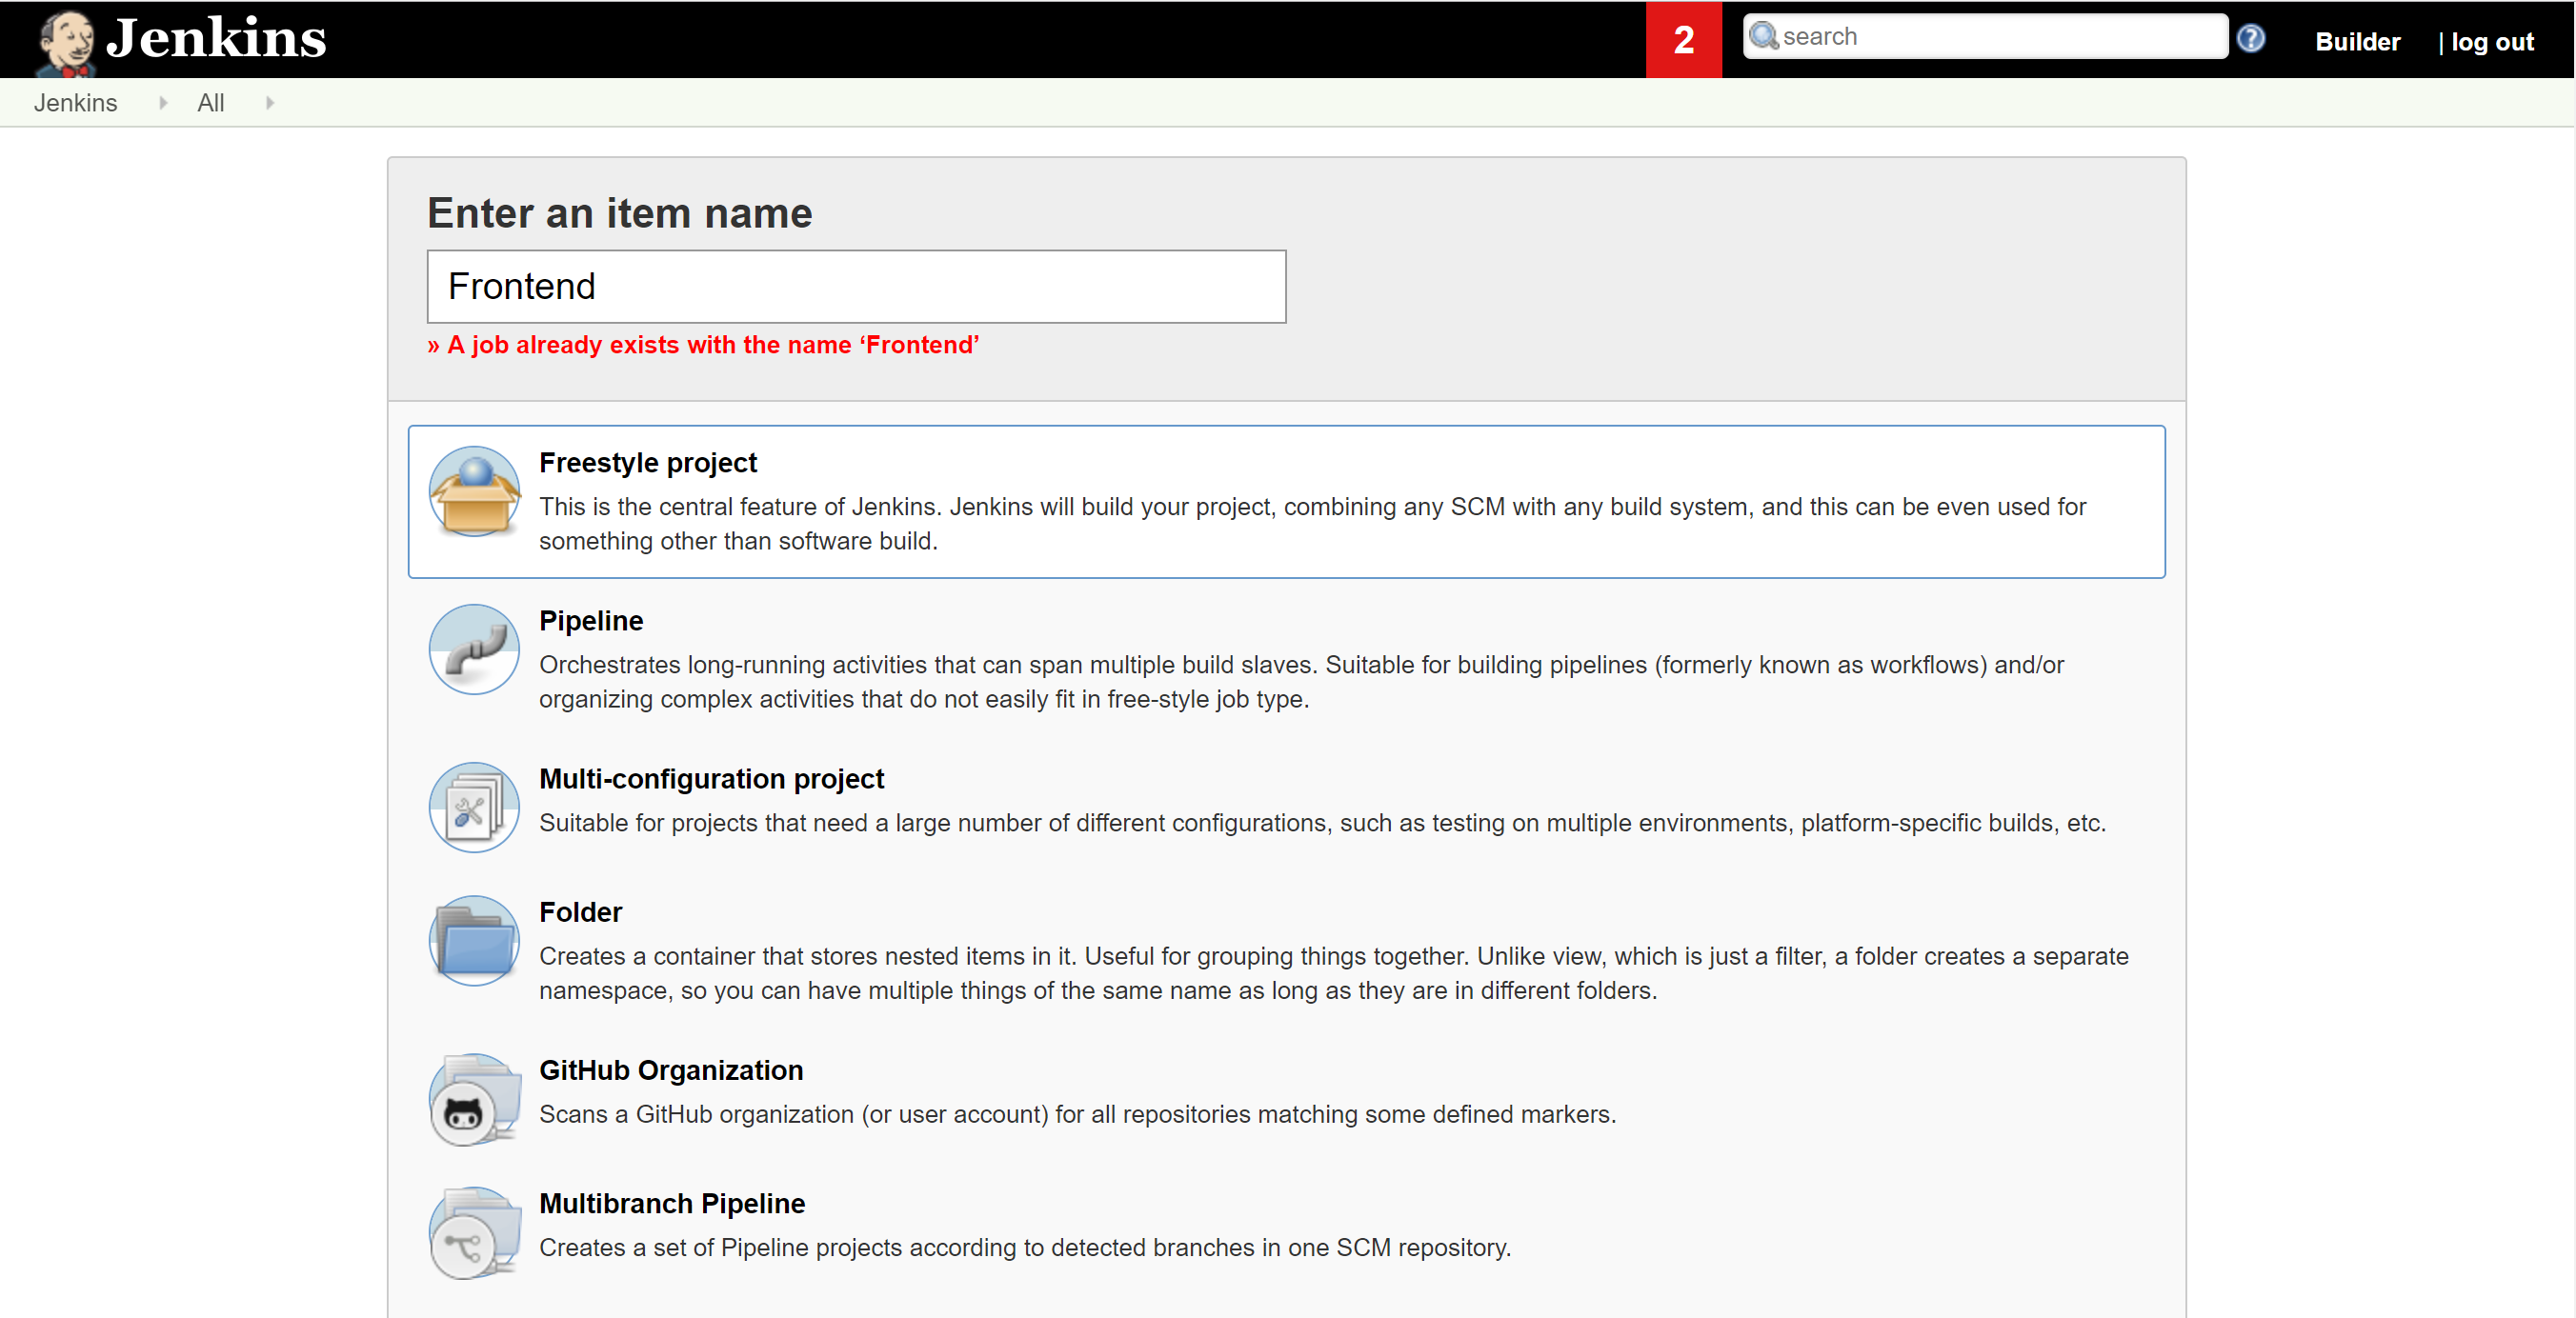 Jenkins
2
search
Builder
| log out
Jenkins
All
Enter an item name
Frontend
» A job already exists with the name ‘Frontend’
Freestyle project
This is the central feature of Jenkins. Jenkins will build your project, combining any SCM with any build system, and this can be even used for
something other than software build.
Pipeline
Orchestrates long-running activities that can span multiple build slaves. Suitable for building pipelines (formerly known as workflows) and/or
organizing complex activities that do not easily fit in free-style job type.
Multi-configuration project
Suitable for projects that need a large number of different configurations, such as testing on multiple environments, platform-specific builds, etc.
Folder
Creates a container that stores nested items in it. Useful for grouping things together. Unlike view, which is just a filter, a folder creates a separate
namespace, so you can have multiple things of the same name as long as they are in different folders.
GitHub Organization
Scans a GitHub organization (or user account) for all repositories matching some defined markers.
Multibranch Pipeline
Creates a set of Pipeline projects according to detected branches in one SCM repository.